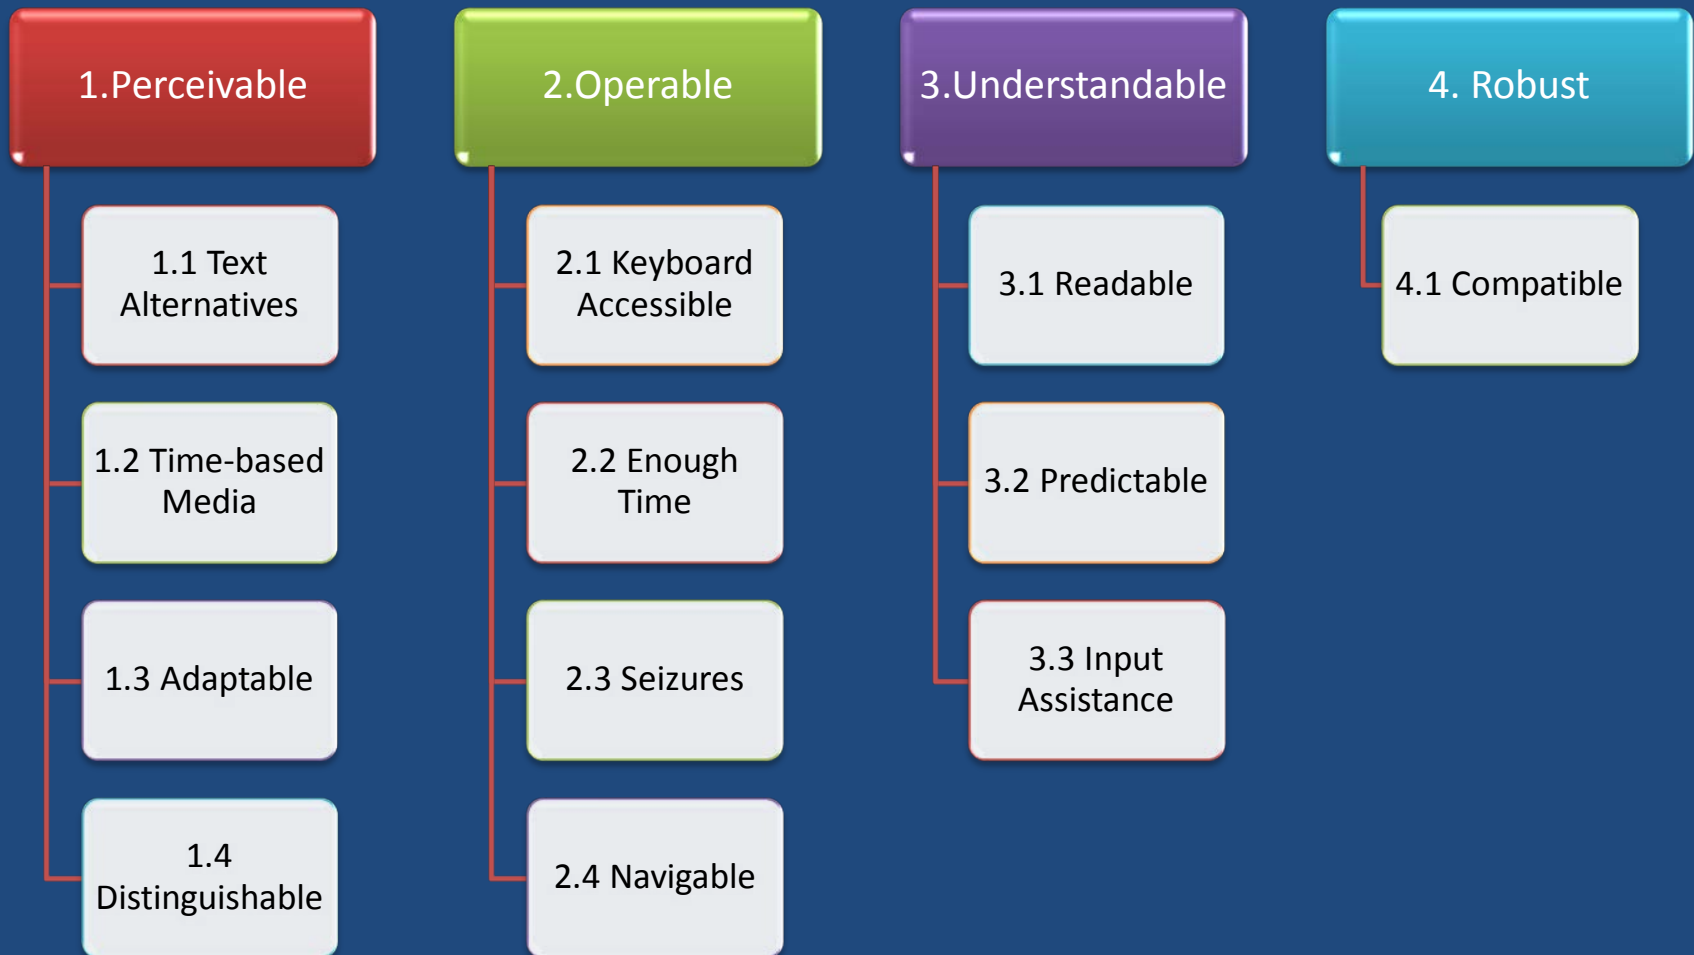 1.Perceivable
1.1 Text
Alternatives
1.2 Time-based
Media
1.3 Adaptable
1.4
Distinguishable
2.Operable
2.1 Keyboard
Accessible
2.2 Enough
Time
2.3 Seizures
2.4 Navigable
3.Understandable
3.1 Readable
3.2 Predictable
3.3 Input
Assistance
4. Robust
4.1 Compatible